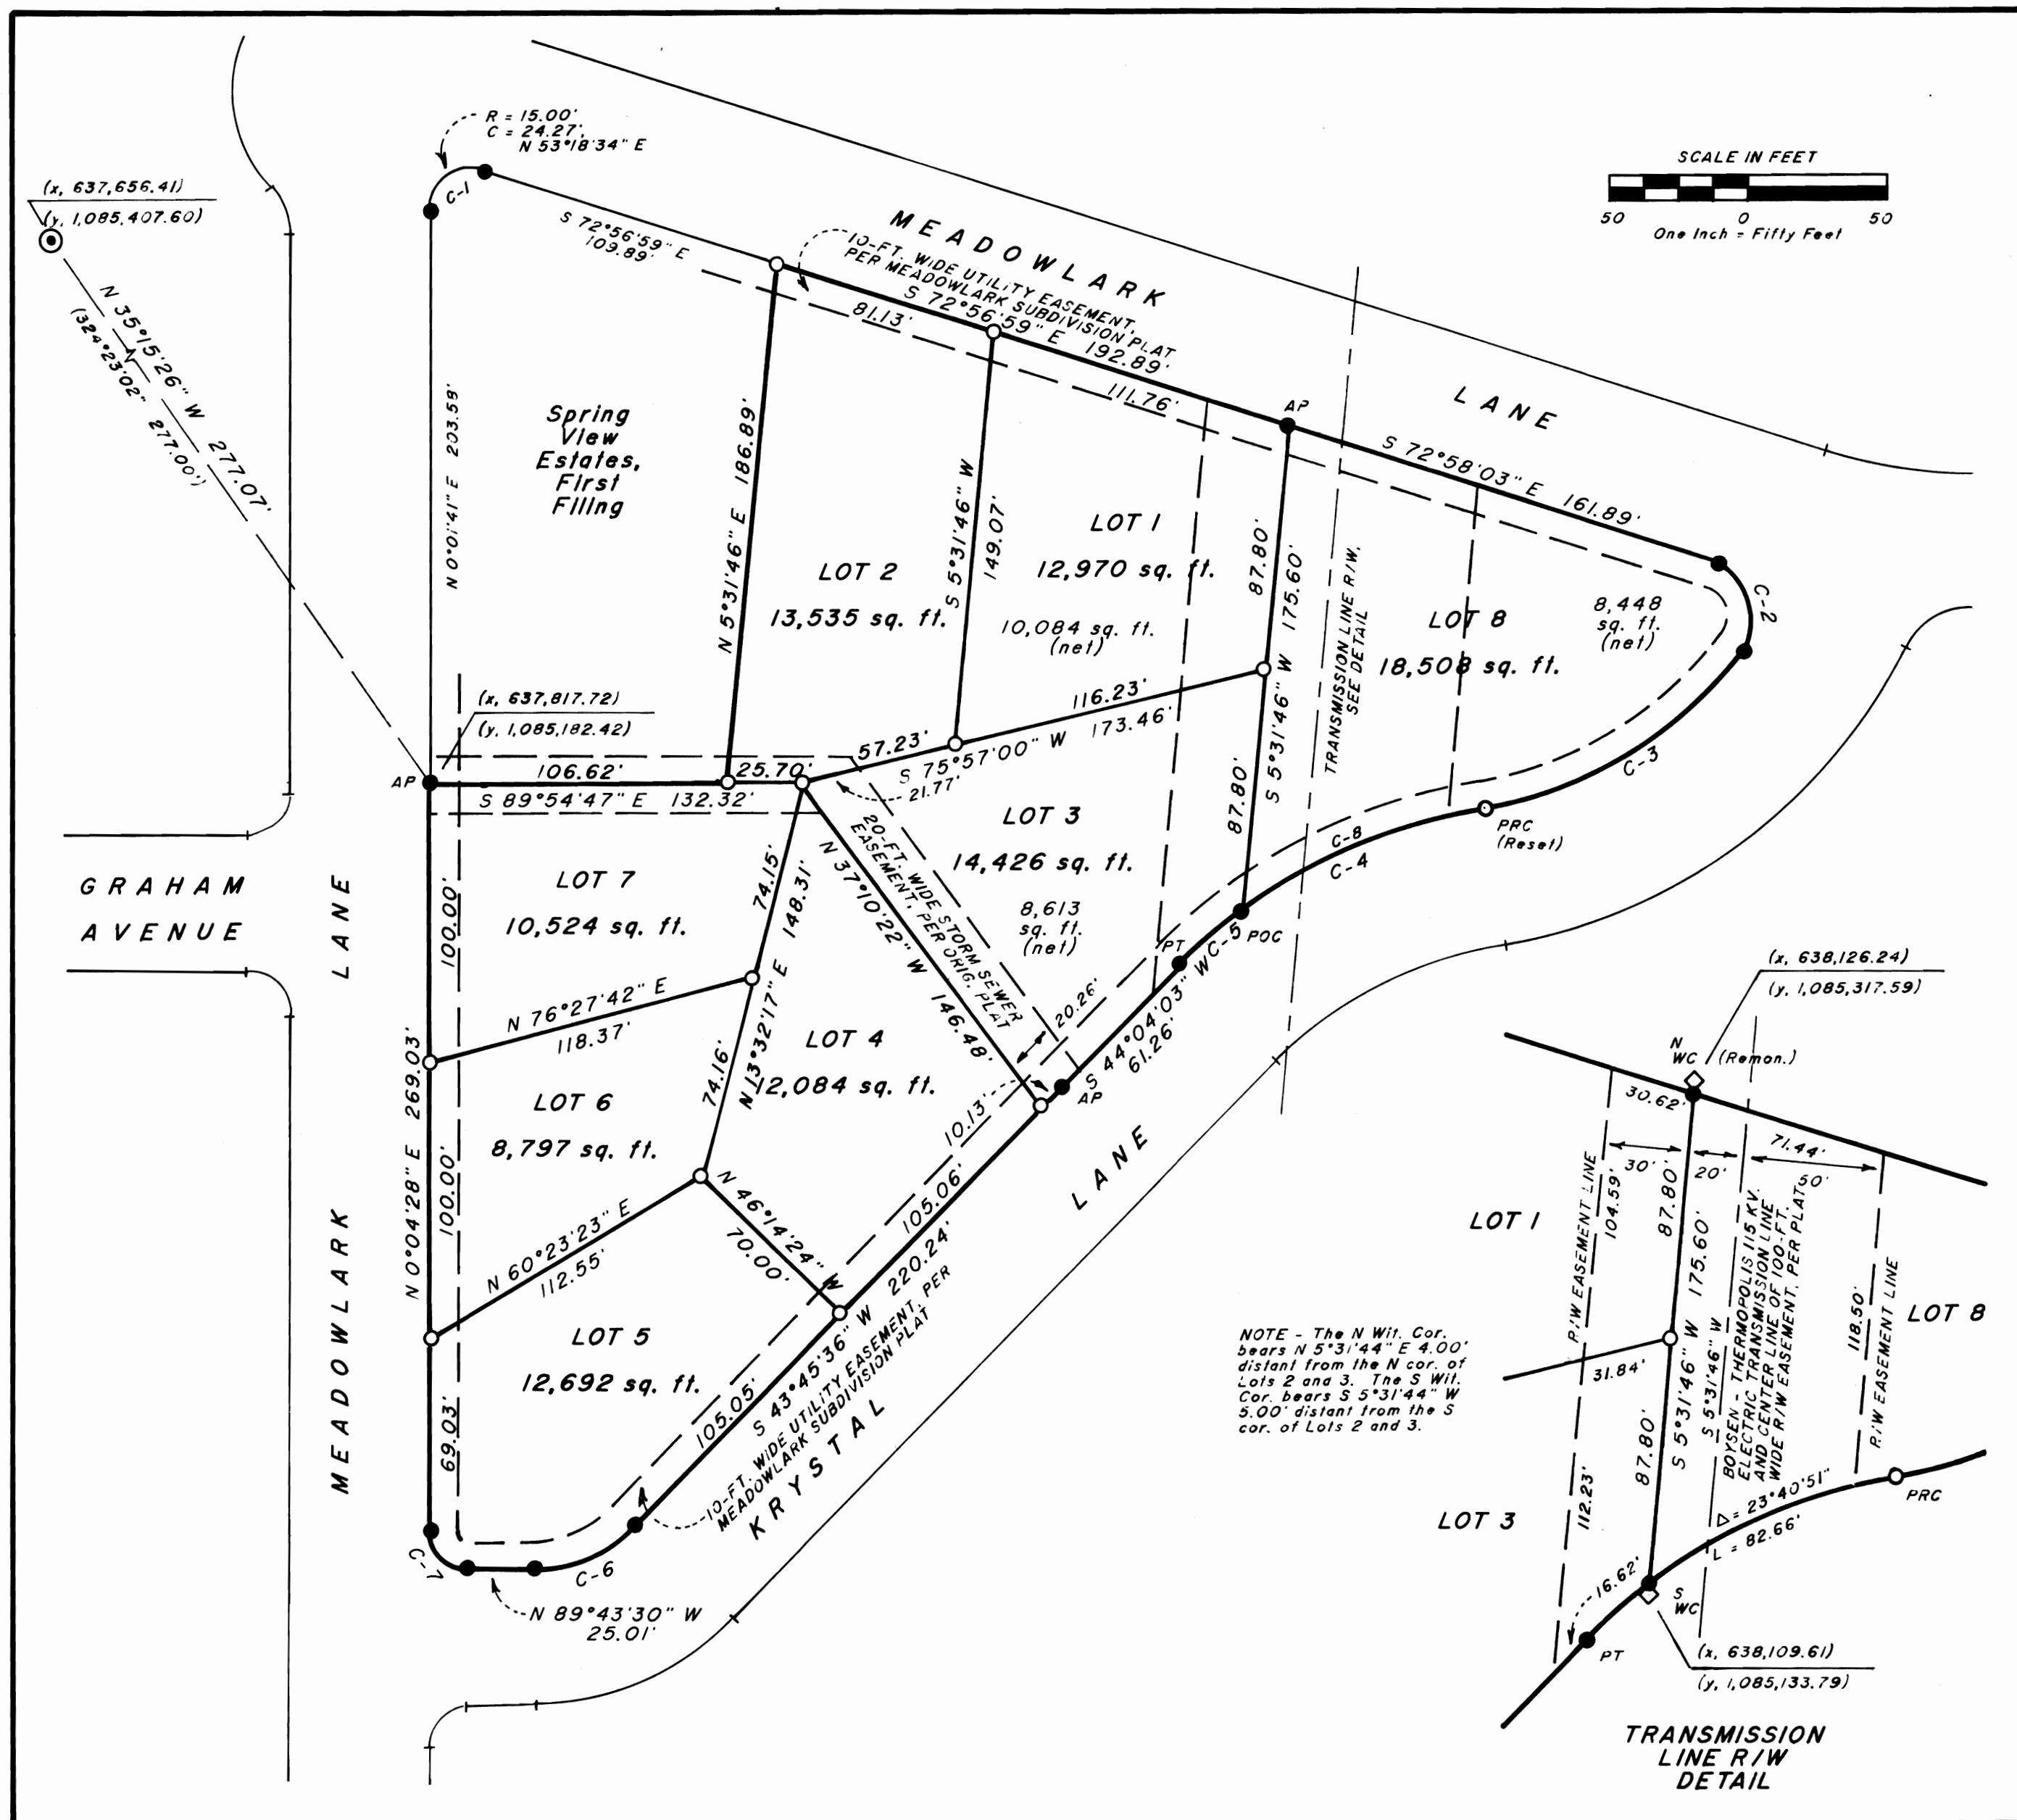 R = 15.00'
C = 24.27'
N 53°18'34" E
C-1
(x, 637,656.41)
(y, 1,085,407.60)
N 35°15'26" W 277.07'
(324°23'02" 277.00')
SCALE IN FEET
50 0 50
One Inch = Fifty Feet
S 72°56'59" E
109.89'
MEADOWLARK
LANE
10-FT. WIDE UTILITY EASEMENT,
PER MEADOWLARK SUBDIVISION PLAT
S 72°56'59" E 192.89'
81.13'
111.76'
AP
S 72°58'03" E 161.89'
N 0°01'41" E 203.59'
Spring
View
Estates,
First
Filing
N 5°31'46" E 186.89'
S 5°31'46" W
149.07'
LOT 2
13,535 sq. ft.
LOT 1
12,970 sq. ft.
10,084 sq. ft.
(net)
87.80'
S 5°31'46" W 175.60'
87.80'
TRANSMISSION LINE R/W,
SEE DETAIL
LOT 8
18,508 sq. ft.
8,448
sq. ft.
(net)
C-2
C-3
PRC
(Reset)
C-8
C-4
(x, 637,817.72)
(y, 1,085,182.42)
AP
106.62'
25.70'
S 89°54'47" E 132.32'
57.23'
116.23'
S 75°57'00" W 173.46'
21.77'
LOT 3
14,426 sq. ft.
8,613
sq. ft.
(net)
20-FT. WIDE STORM SEWER
EASEMENT, PER ORIG. PLAT
N 37°10'22" W 146.48'
PT
C-5
POC
20.26'
S 44°04'03" W
61.26'
AP
10.13'
GRAHAM
AVENUE
MEADOWLARK LANE
LOT 7
10,524 sq. ft.
100.00'
74.15'
N 13°32'17" E 148.31'
74.16'
N 76°27'42" E
118.37'
LOT 4
12,084 sq. ft.
LOT 6
8,797 sq. ft.
N 0°04'28" E 269.03'
100.00'
N 60°23'23" E
112.55'
N 46°14'24" W
70.00'
LOT 5
12,692 sq. ft.
69.03'
105.06'
105.05'
S 43°45'36" W 220.24'
10-FT. WIDE UTILITY EASEMENT, PER
MEADOWLARK SUBDIVISION PLAT
KRYSTAL LANE
C-7
C-6
N 89°43'30" W
25.01'
NOTE - The N Wit. Cor.
bears N 5°31'44" E 4.00'
distant from the N cor. of
Lots 2 and 3. The S Wit.
Cor. bears S 5°31'44" W
5.00' distant from the S
cor. of Lots 2 and 3.
(x, 638,126.24)
(y, 1,085,317.59)
N
WC (Remon.)
30.62'
71.44'
30'
20'
50'
R/W EASEMENT LINE
104.59'
112.23'
LOT 1
87.80'
S 5°31'46" W 175.60'
87.80'
S 5°31'46" W
BOYSEN - THERMOPOLIS 115 KV.
ELECTRIC TRANSMISSION LINE
AND CENTER LINE OF 100-FT.
WIDE R/W EASEMENT, PER PLAT.
118.50'
R/W EASEMENT LINE
LOT 8
31.84'
LOT 3
Δ = 23°40'51"
L = 82.66'
PRC
16.62'
S
WC
PT
(x, 638,109.61)
(y, 1,085,133.79)
TRANSMISSION
LINE R/W
DETAIL